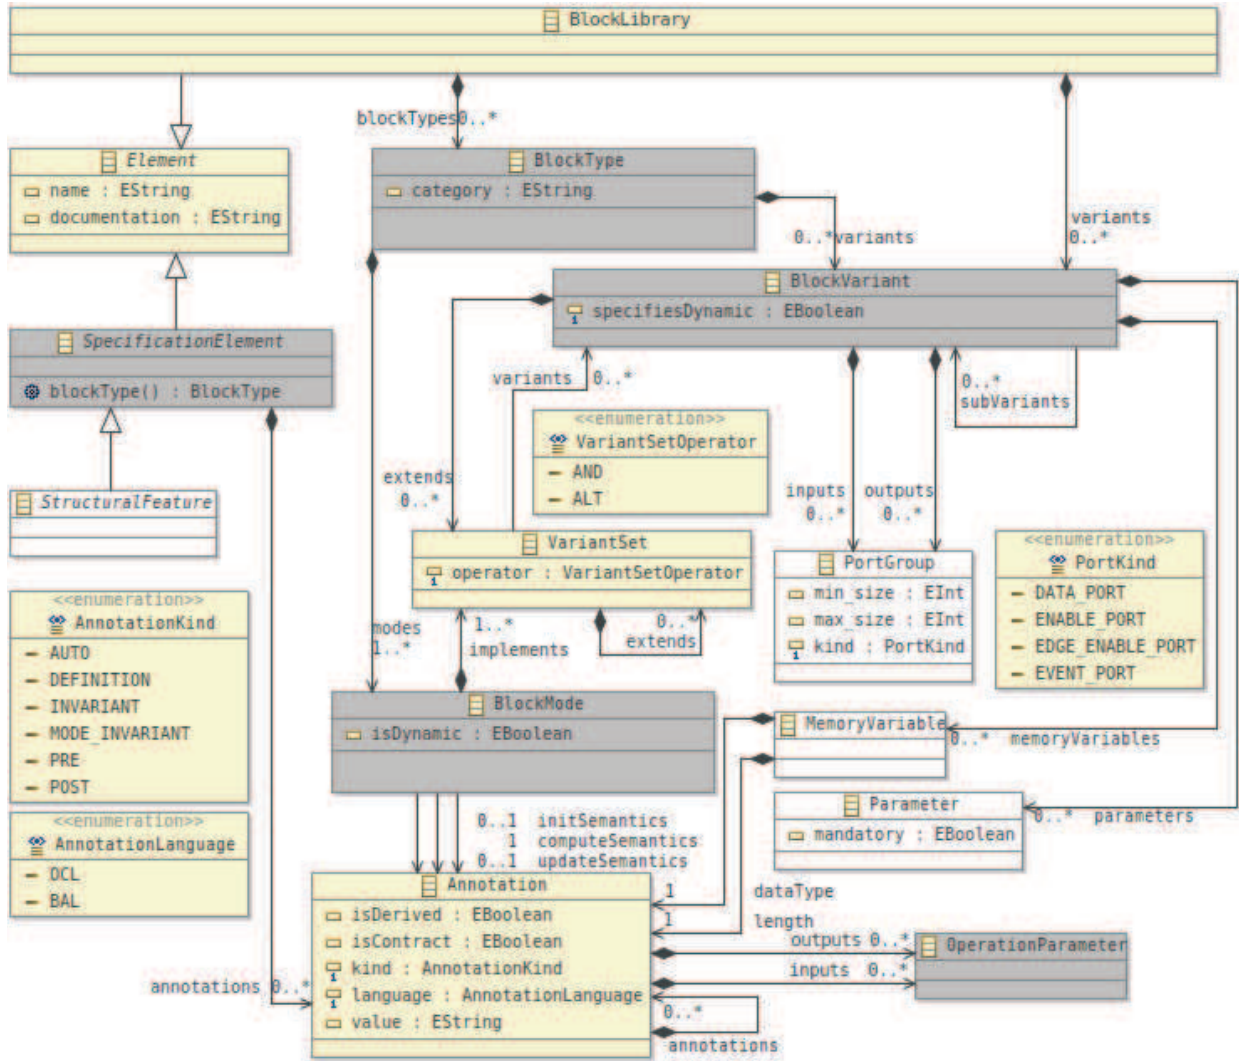 BlockLibrary
blockTypes 0..*
variants
0..*
Element
name : EString
documentation : EString
BlockType
category : EString
0..* variants
BlockVariant
specifiesDynamic : EBoolean
SpecificationElement
blockType() : BlockType
variants 0..*
0..*
subVariants
<<enumeration>>
VariantSetOperator
AND
ALT
extends
0..*
inputs
0..*
outputs
0..*
StructuralFeature
VariantSet
operator : VariantSetOperator
PortGroup
min_size : EInt
max_size : EInt
kind : PortKind
<<enumeration>>
PortKind
DATA_PORT
ENABLE_PORT
EDGE_ENABLE_PORT
EVENT_PORT
<<enumeration>>
AnnotationKind
AUTO
DEFINITION
INVARIANT
MODE_INVARIANT
PRE
POST
modes
1..*
1..*
implements
0..*
extends
BlockMode
isDynamic : EBoolean
MemoryVariable
0..* memoryVariables
Parameter
mandatory : EBoolean
0..* parameters
<<enumeration>>
AnnotationLanguage
OCL
BAL
0..1 initSemantics
1 computeSemantics
0..1 updateSemantics
Annotation
isDerived : EBoolean
isContract : EBoolean
kind : AnnotationKind
language : AnnotationLanguage
value : EString
1
dataType
1
length
outputs 0..*
inputs 0..*
OperationParameter
annotations 0..*
0..*
annotations